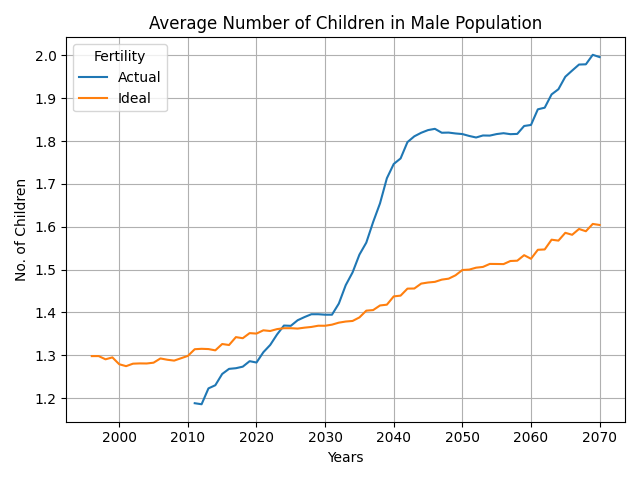 Average Number of Children in Male Population
Fertility
Actual
Ideal
No. of Children
2.0
1.9
1.8
1.7
1.6
1.5
1.4
1.3
1.2
2000 2010 2020 2030 2040 2050 2060 2070
Years